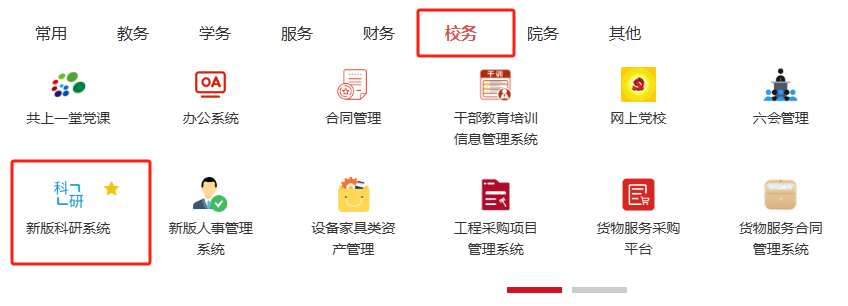 常用 教务 学务 服务 财务 校务 院务 其他
OA 干训
共上一堂党课 办公系统 合同管理 干部教育培训 网上党校 六会管理
信息管理系统
科研
新版科研系统 新版人事管理 设备家具类资 工程采购项目 货物服务采购 货物服务合同
系统 产管理 管理系统 平台 管理系统